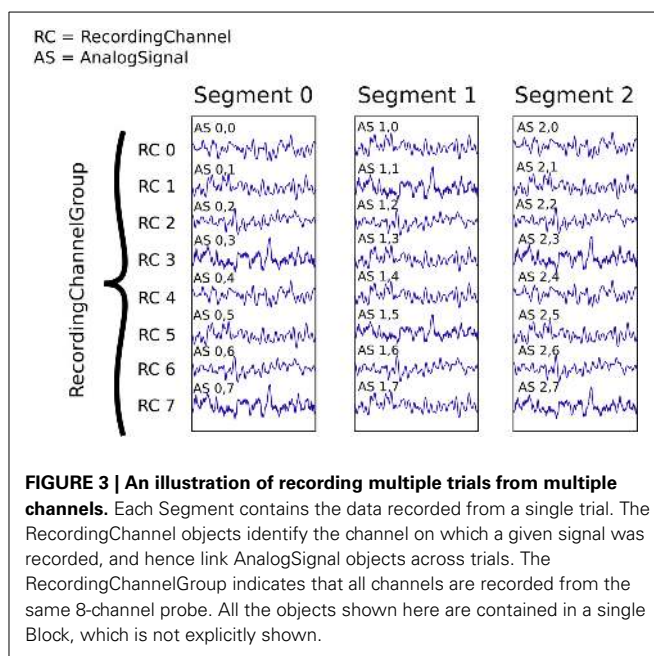 RC = RecordingChannel
AS = AnalogSignal
Segment 0 Segment 1 Segment 2
RecordingChannelGroup
RC 0 AS 0,0 AS 1,0 AS 2,0
RC 1 AS 0,1 AS 1,1 AS 2,1
RC 2 AS 0,2 AS 1,2 AS 2,2
RC 3 AS 0,3 AS 1,3 AS 2,3
RC 4 AS 0,4 AS 1,4 AS 2,4
RC 5 AS 0,5 AS 1,5 AS 2,5
RC 6 AS 0,6 AS 1,6 AS 2,6
RC 7 AS 0,7 AS 1,7 AS 2,7
FIGURE 3 | An illustration of recording multiple trials from multiple
channels. Each Segment contains the data recorded from a single trial. The
RecordingChannel objects identify the channel on which a given signal was
recorded, and hence link AnalogSignal objects across trials. The
RecordingChannelGroup indicates that all channels are recorded from the
same 8-channel probe. All the objects shown here are contained in a single
Block, which is not explicitly shown.